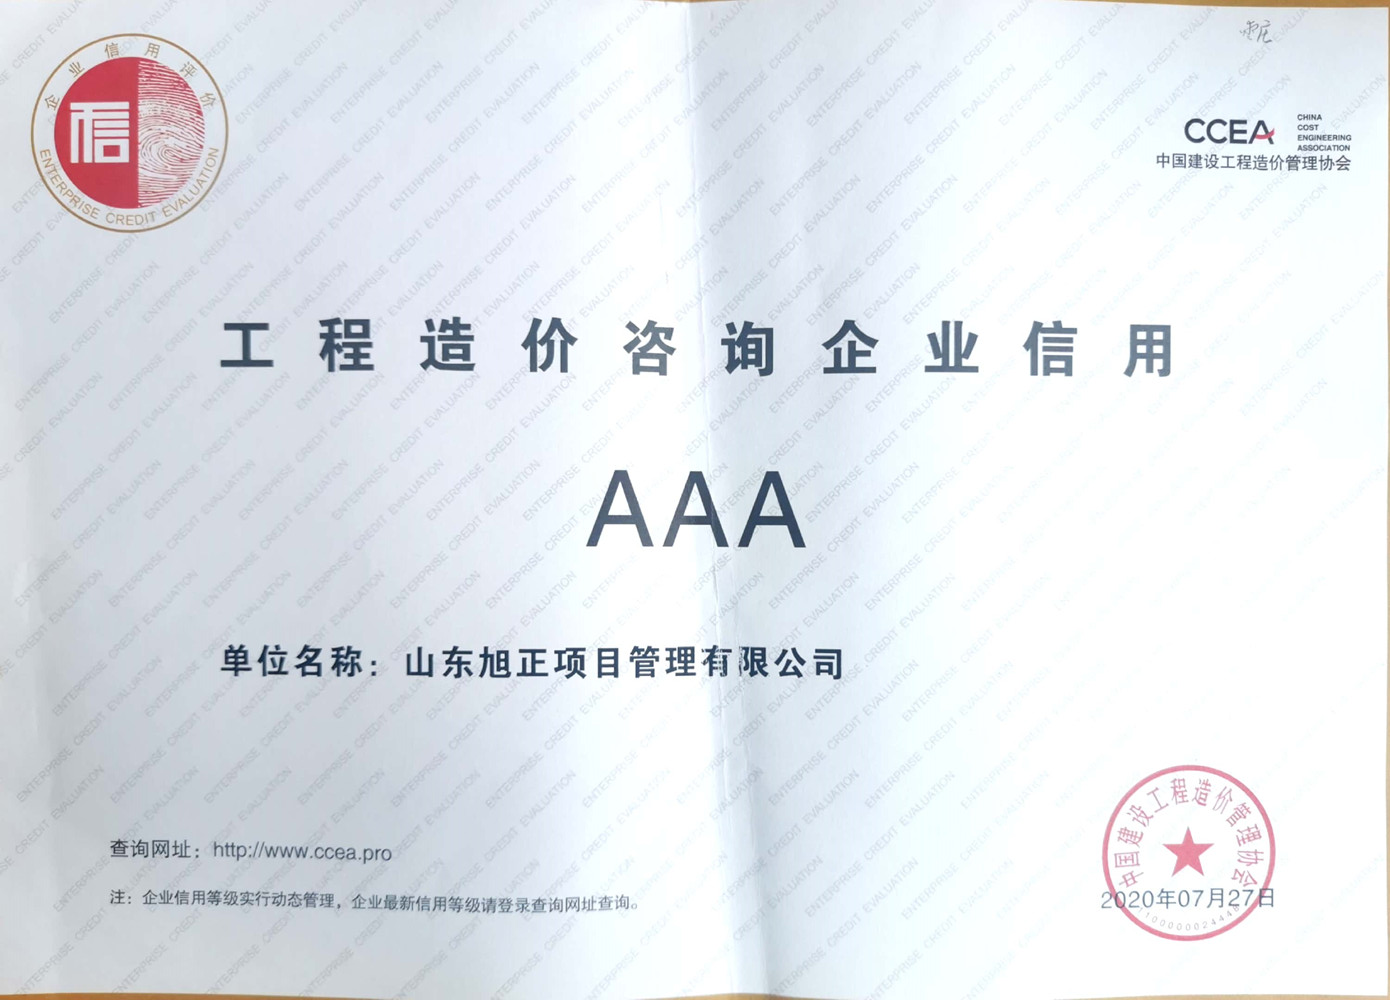 企业信用评价
信
ENTERPRISE CREDIT EVALUATION
CCEA
CHINA
COST
ENGINEERING
ASSOCIATION
中国建设工程造价管理协会
工程造价咨询企业信用
AAA
单位名称：山东旭正项目管理有限公司
查询网址：http://www.ccea.pro
注：企业信用等级实行动态管理，企业最新信用等级请登录查询网址查询。
中国建设工程造价管理协会
2020年07月27日
ENTERPRISE CREDIT EVALUATION